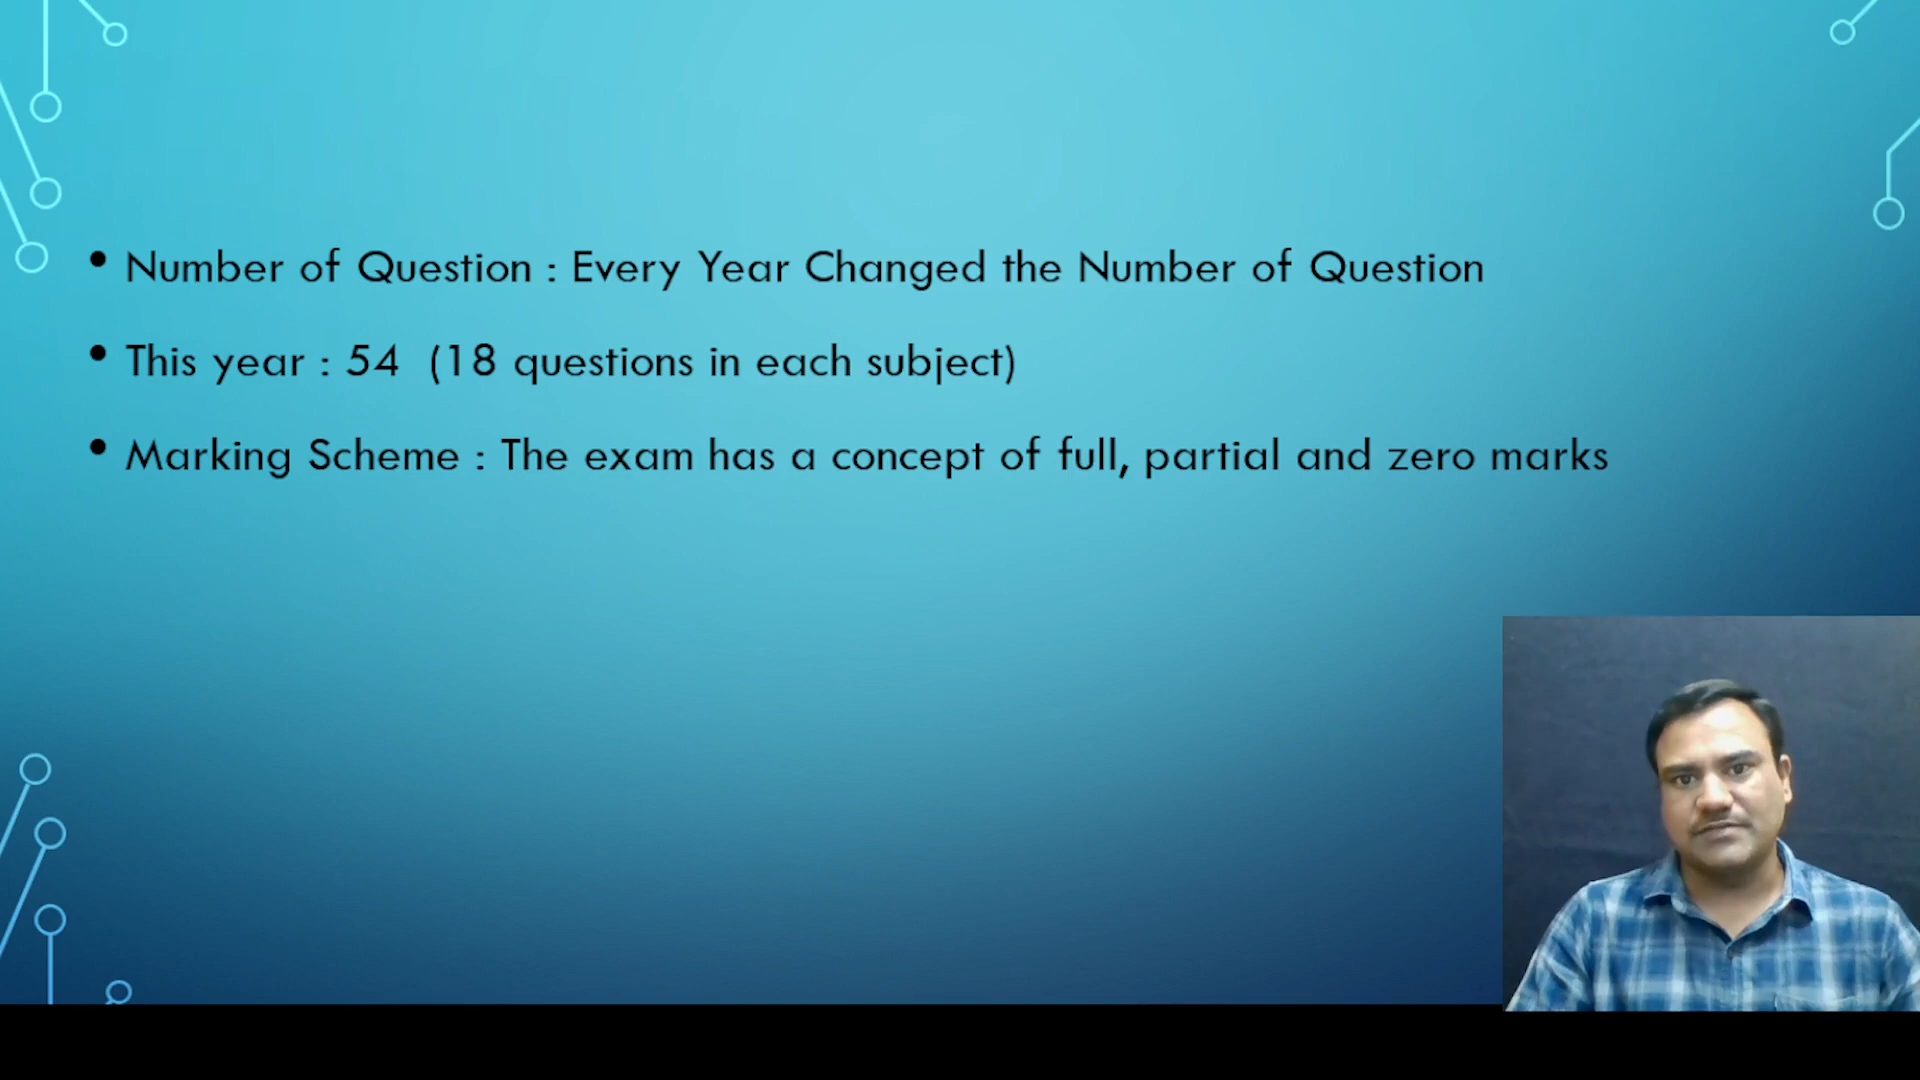 • Number of Question : Every Year Changed the Number of Question
• This year : 54 (18 questions in each subject)
• Marking Scheme : The exam has a concept of full, partial and zero marks